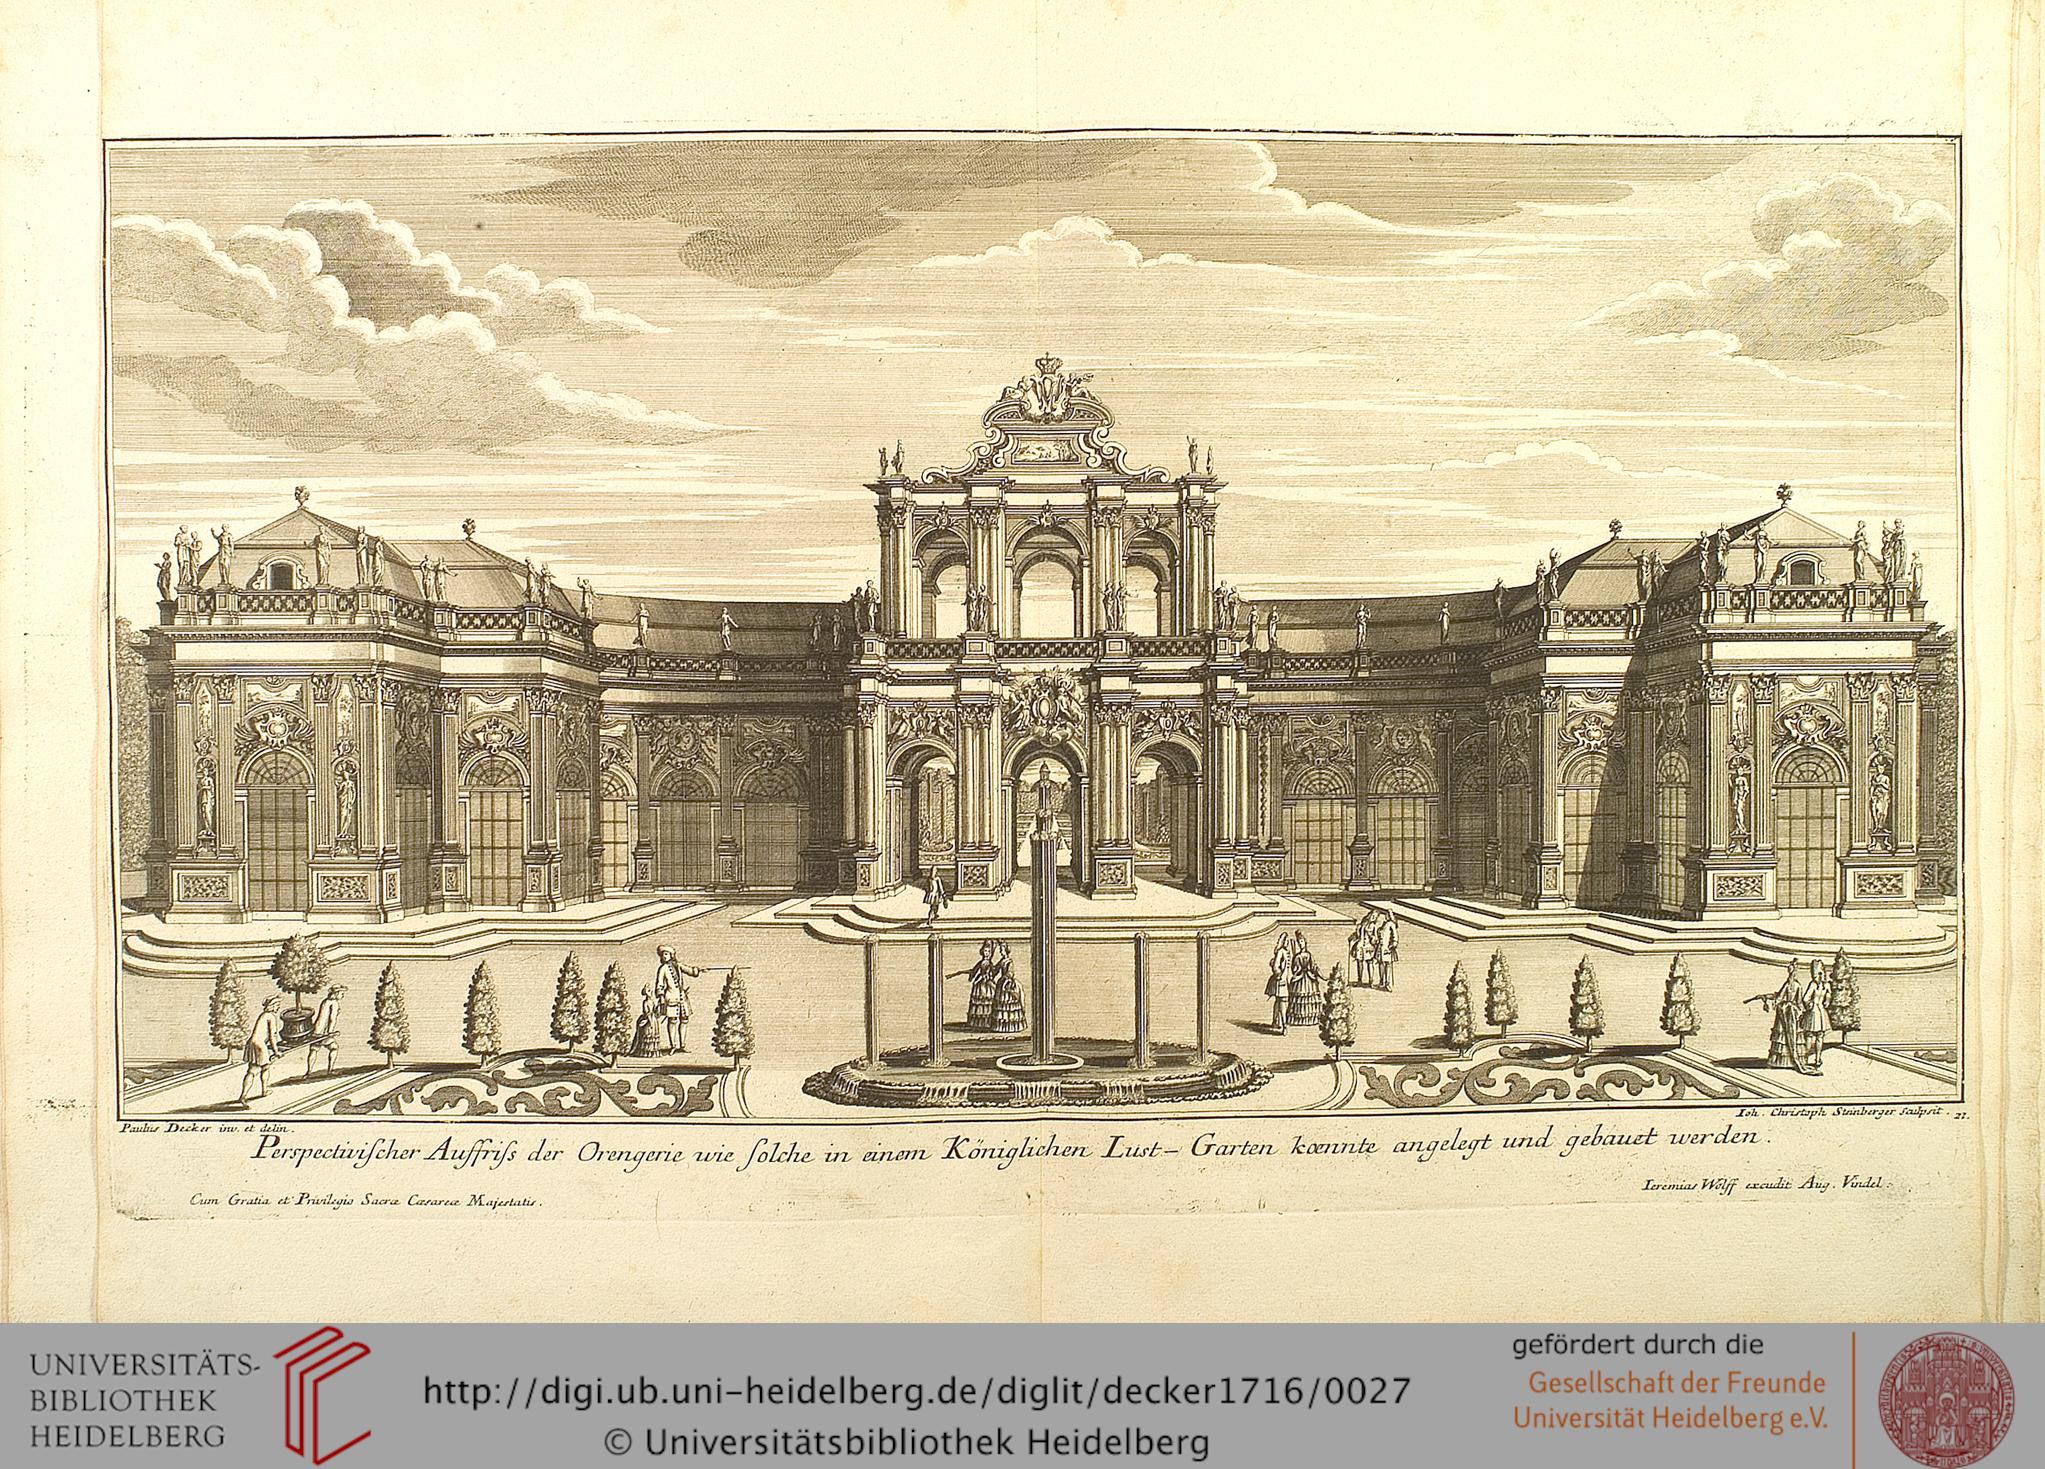 Paulus Decker inv. et delin.
Ioh. Christoph Steinberger sculpsit. 21.
Perspectivischer Auffriſs der Orengerie wie ſolche in einem Königlichen Lust-Garten kœnnte angelegt und gebauet werden.
Cum Gratia et Privilegio Sacræ Cæsareæ Majestatis.
Ieremias Wolff excudit Aug. Vindel.
UNIVERSITÄTS-
BIBLIOTHEK
HEIDELBERG
http://digi.ub.uni-heidelberg.de/diglit/decker1716/0027
© Universitätsbibliothek Heidelberg
gefördert durch die
Gesellschaft der Freunde
Universität Heidelberg e.V.